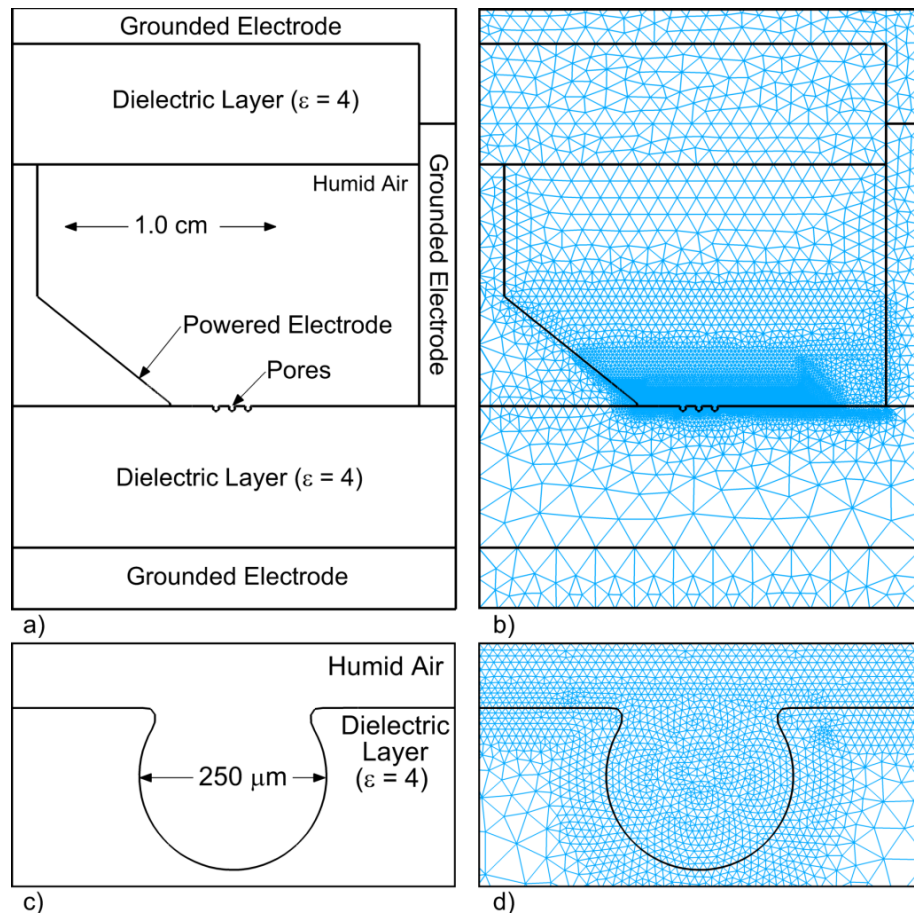 Grounded Electrode
Dielectric Layer (ε = 4)
Humid Air
Grounded Electrode
1.0 cm
Powered Electrode
Pores
Dielectric Layer (ε = 4)
Grounded Electrode
a)
b)
Humid Air
Dielectric
Layer
(ε = 4)
250 μm
c)
d)